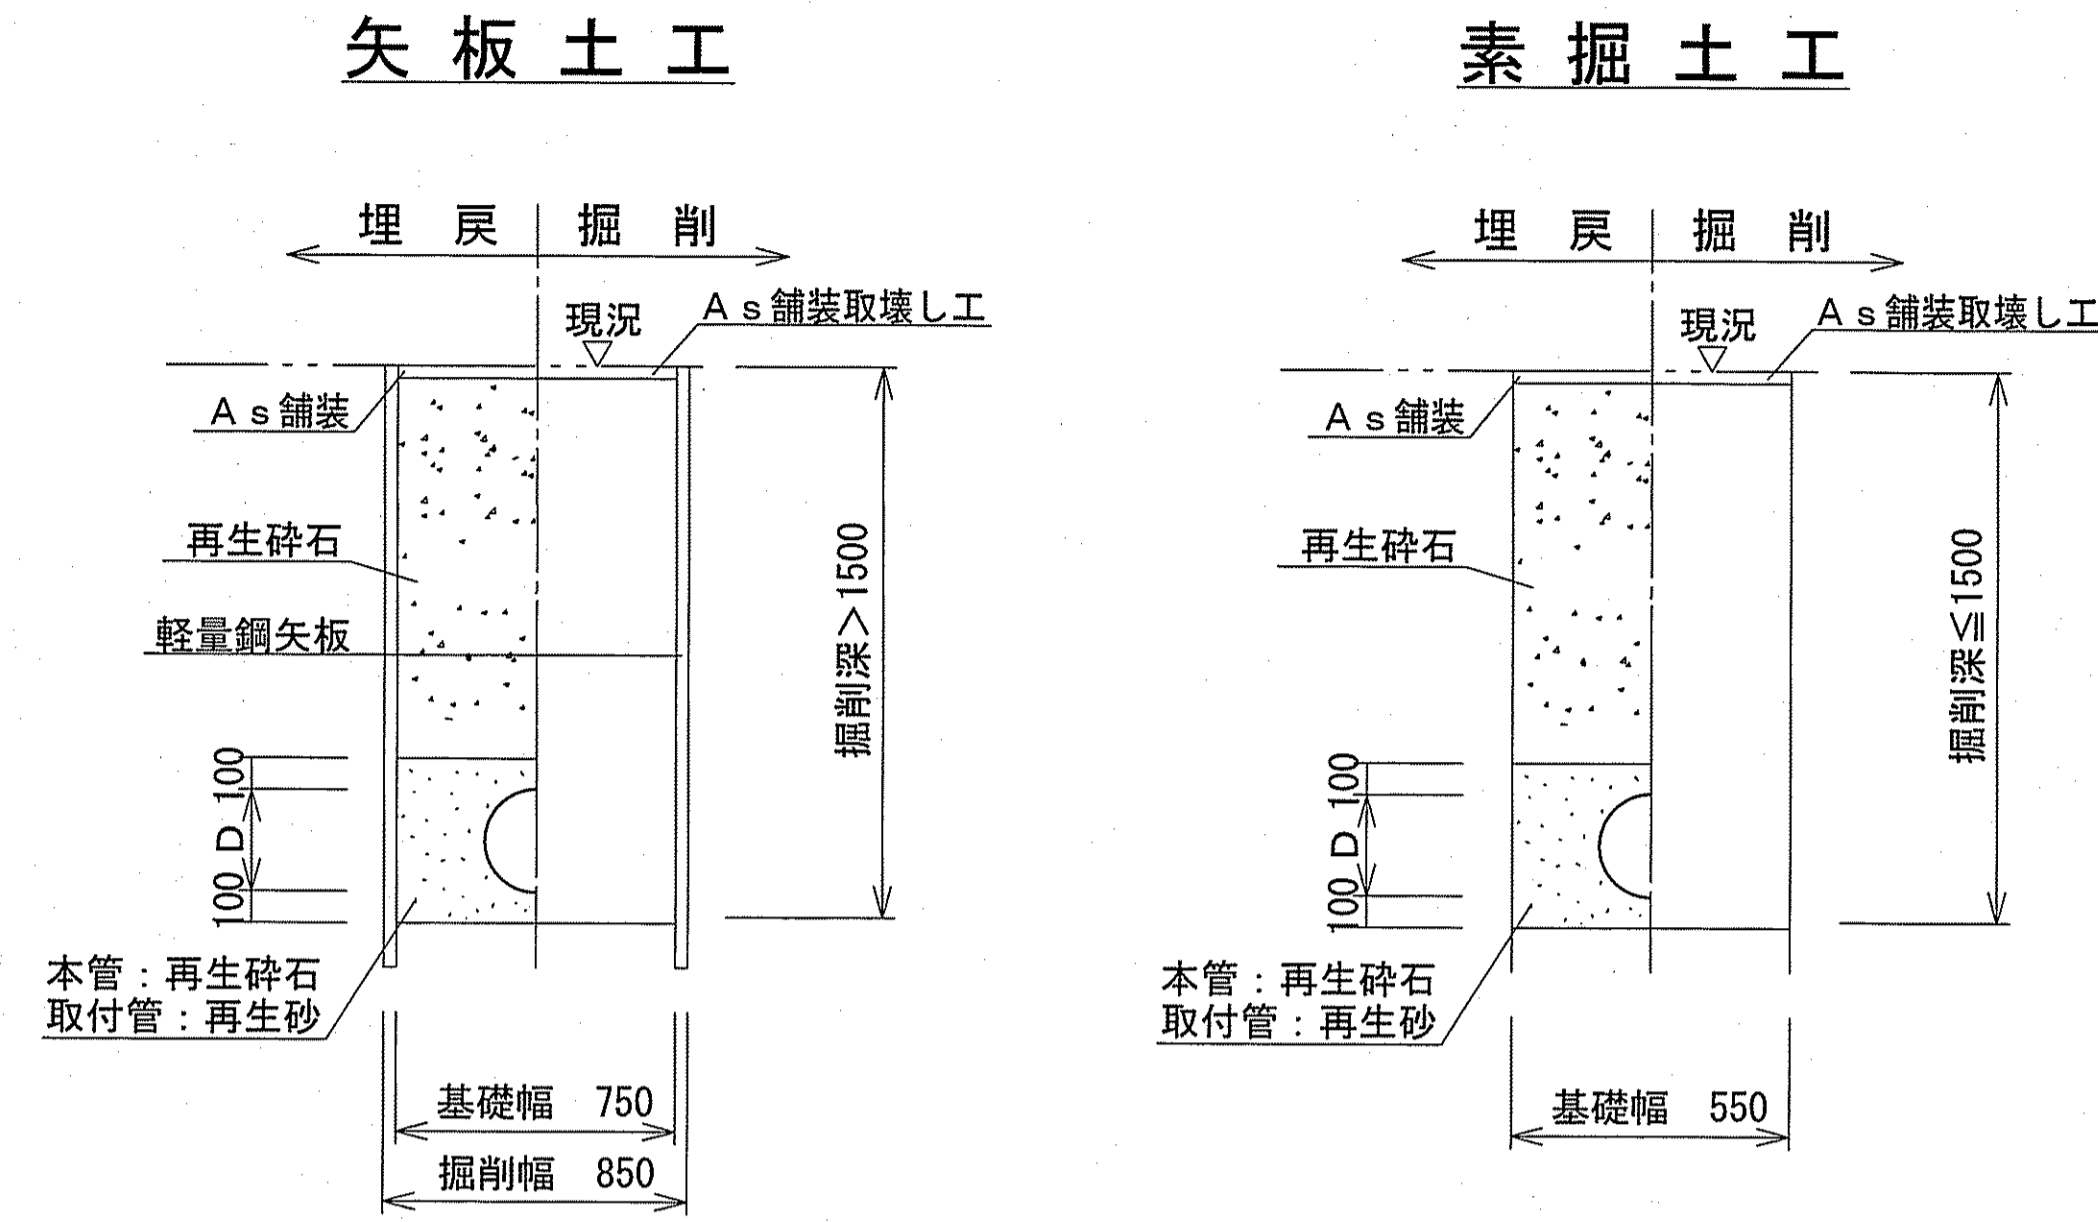 矢板土工
埋戻 掘削
現況
Ａｓ舗装取壊し工
Ａｓ舗装
再生砕石
軽量鋼矢板
掘削深＞1500
100
D
100
本管：再生砕石
取付管：再生砂
基礎幅 750
掘削幅 850
素掘土工
埋戻 掘削
現況
Ａｓ舗装取壊し工
Ａｓ舗装
再生砕石
掘削深≦1500
100
D
100
本管：再生砕石
取付管：再生砂
基礎幅 550